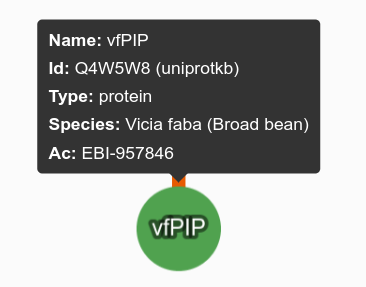 Name: vfPIP
Id: Q4W5W8 (uniprotkb)
Type: protein
Species: Vicia faba (Broad bean)
Ac: EBI-957846
vfPIP